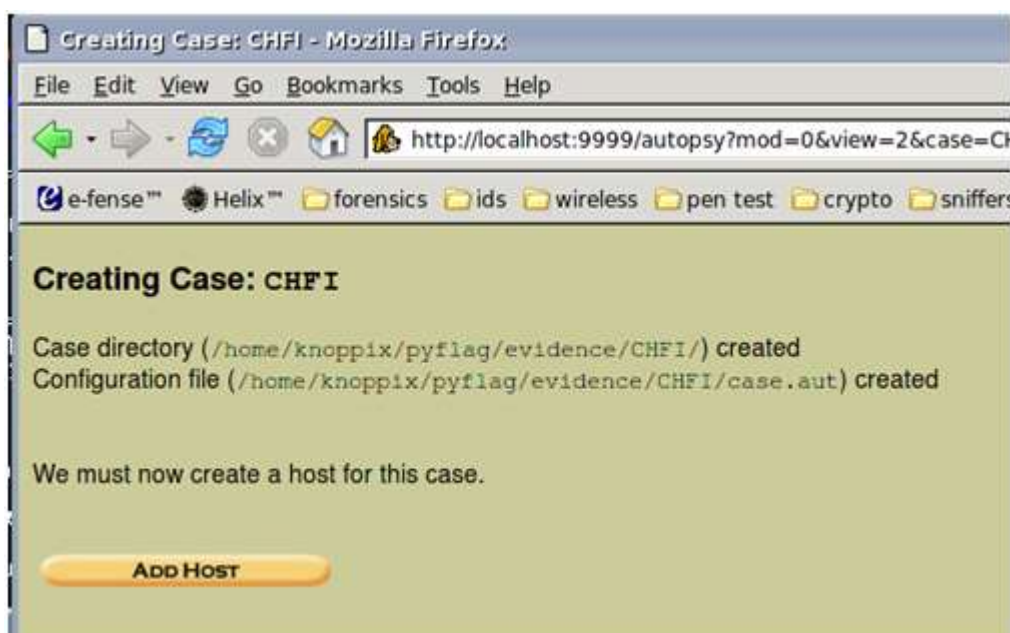 Creating Case: CHFI - Mozilla Firefox
File Edit View Go Bookmarks Tools Help
http://localhost:9999/autopsy?mod=0&view=2&case=CH
e-fense™ Helix™ forensics ids wireless pen test crypto sniffers
Creating Case: CHFI
Case directory (/home/knoppix/pyflag/evidence/CHFI/) created
Configuration file (/home/knoppix/pyflag/evidence/CHFI/case.aut) created
We must now create a host for this case.
ADD HOST